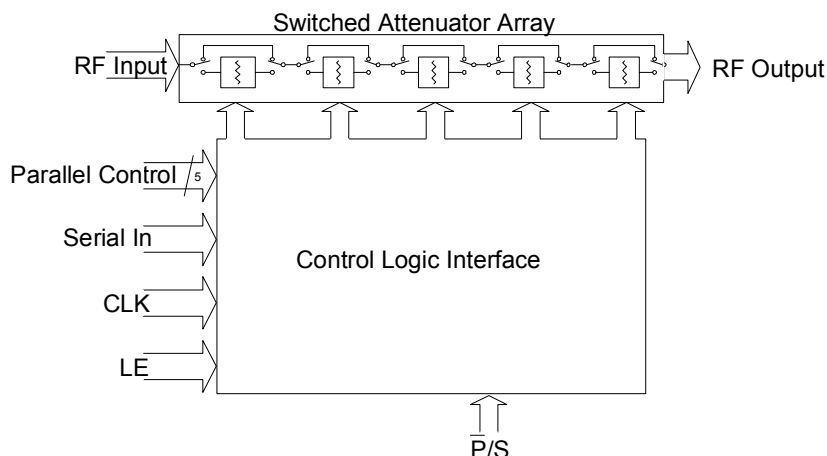 Switched Attenuator Array
RF Input
RF Output
Parallel Control
5
Serial In
Control Logic Interface
CLK
LE
P̅/S